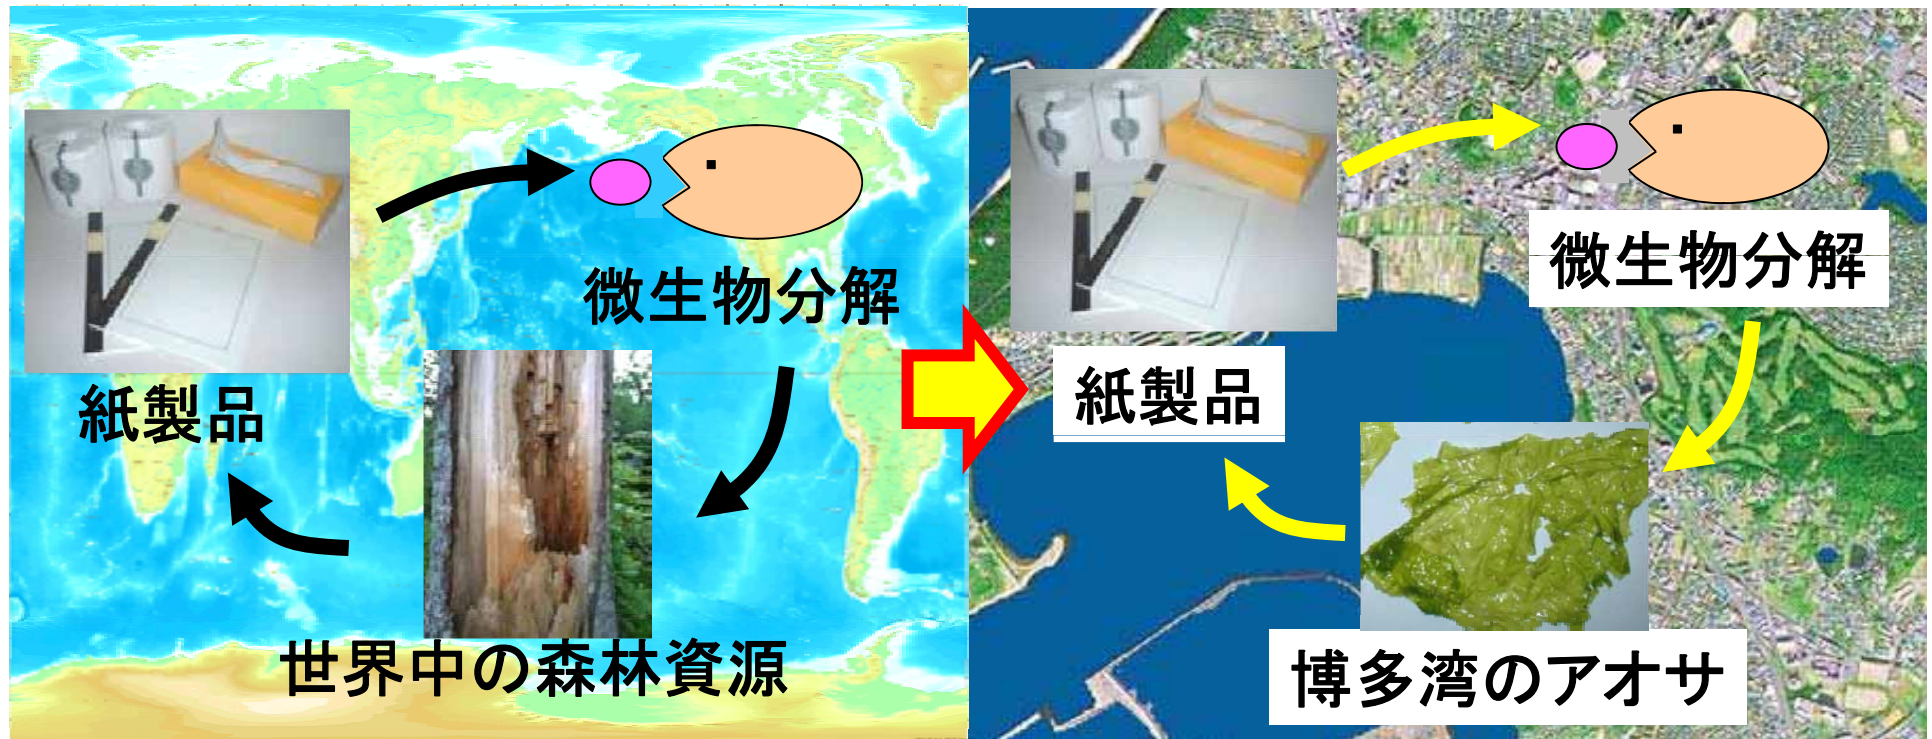 微生物分解
紙製品
世界中の森林資源
微生物分解
紙製品
博多湾のアオサ